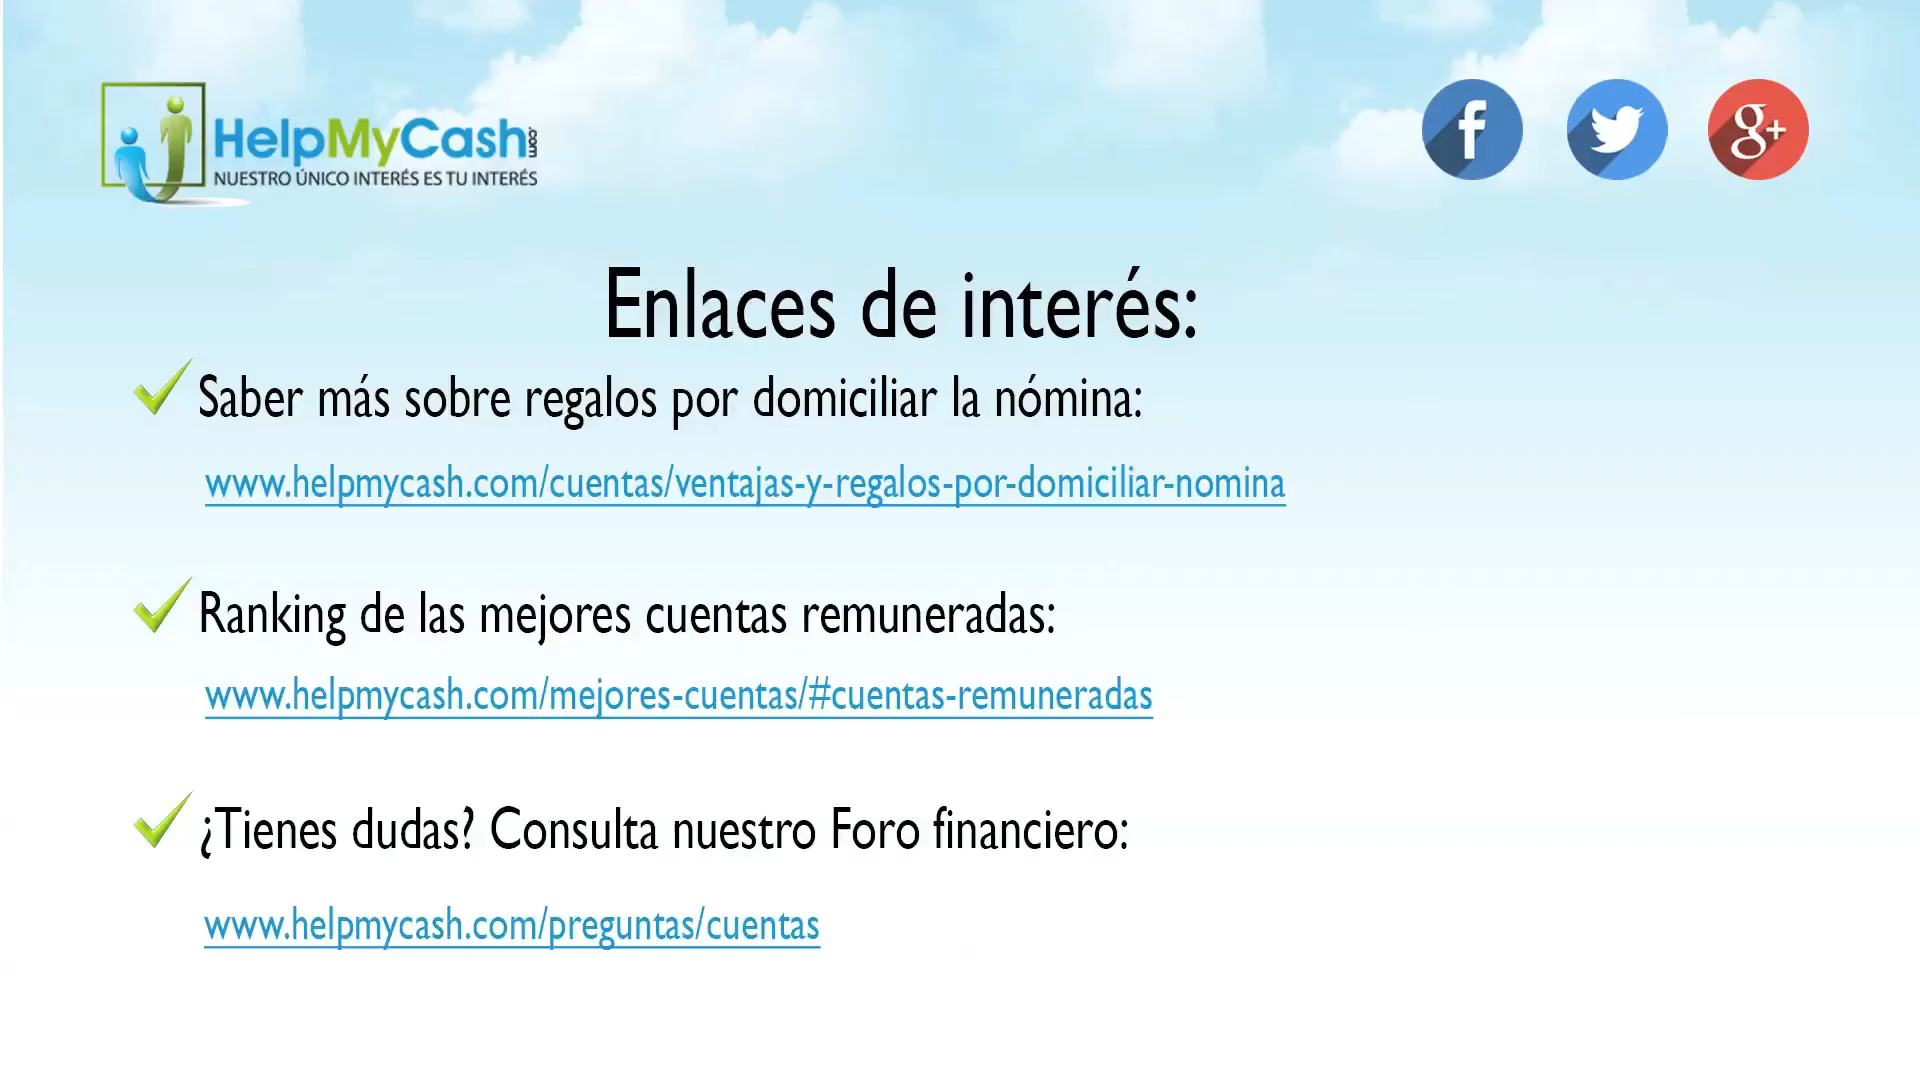 HelpMyCash.com
NUESTRO ÚNICO INTERÉS ES TU INTERÉS
f
g+
Enlaces de interés:
Saber más sobre regalos por domiciliar la nómina:
www.helpmycash.com/cuentas/ventajas-y-regalos-por-domiciliar-nomina
Ranking de las mejores cuentas remuneradas:
www.helpmycash.com/mejores-cuentas/#cuentas-remuneradas
¿Tienes dudas? Consulta nuestro Foro financiero:
www.helpmycash.com/preguntas/cuentas